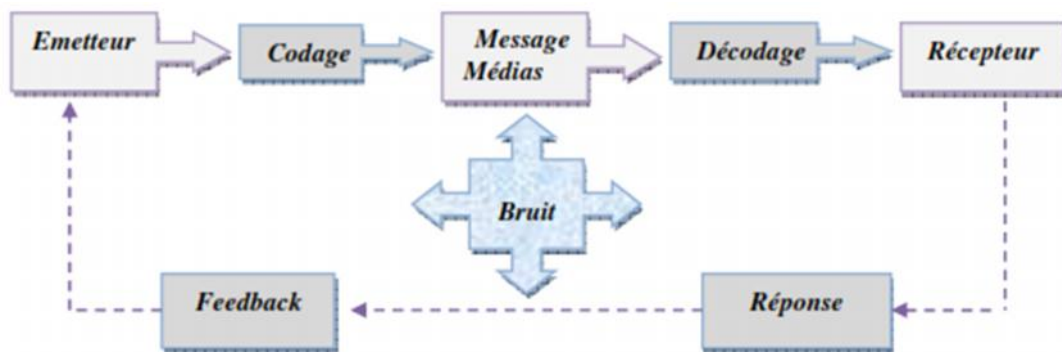 Emetteur
Codage
Message
Médias
Décodage
Récepteur
Bruit
Feedback
Réponse